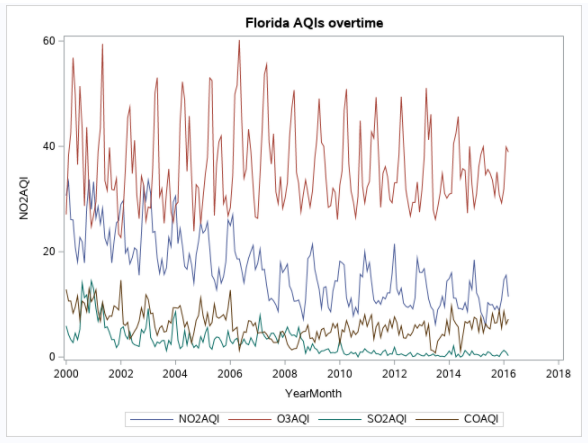 Florida AQIs overtime
60
40
20
0
NO2AQI
2000 2002 2004 2006 2008 2010 2012 2014 2016 2018
YearMonth
NO2AQI O3AQI SO2AQI COAQI